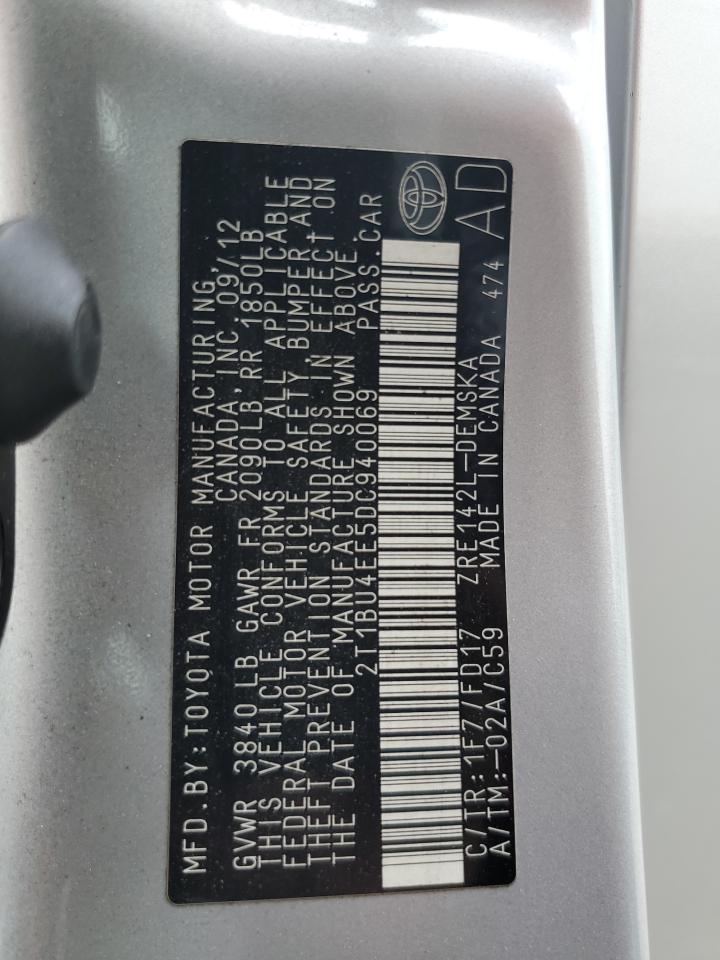 MFD.BY:TOYOTA MOTOR MANUFACTURING,
CANADA, INC. 09/12
GVWR 3840 LB GAWR FR 2090LB RR 1850LB
THIS VEHICLE CONFORMS TO ALL APPLICABLE
FEDERAL MOTOR VEHICLE SAFETY, BUMPER AND
THEFT PREVENTION STANDARDS IN EFFECT ON
THE DATE OF MANUFACTURE SHOWN ABOVE.
2T1BU4EE5DC940069 PASS.CAR
C/TR:1F7/FD17 ZRE142L-DEMSKA
A/TM:-02A/C59 MADE IN CANADA 474 AD